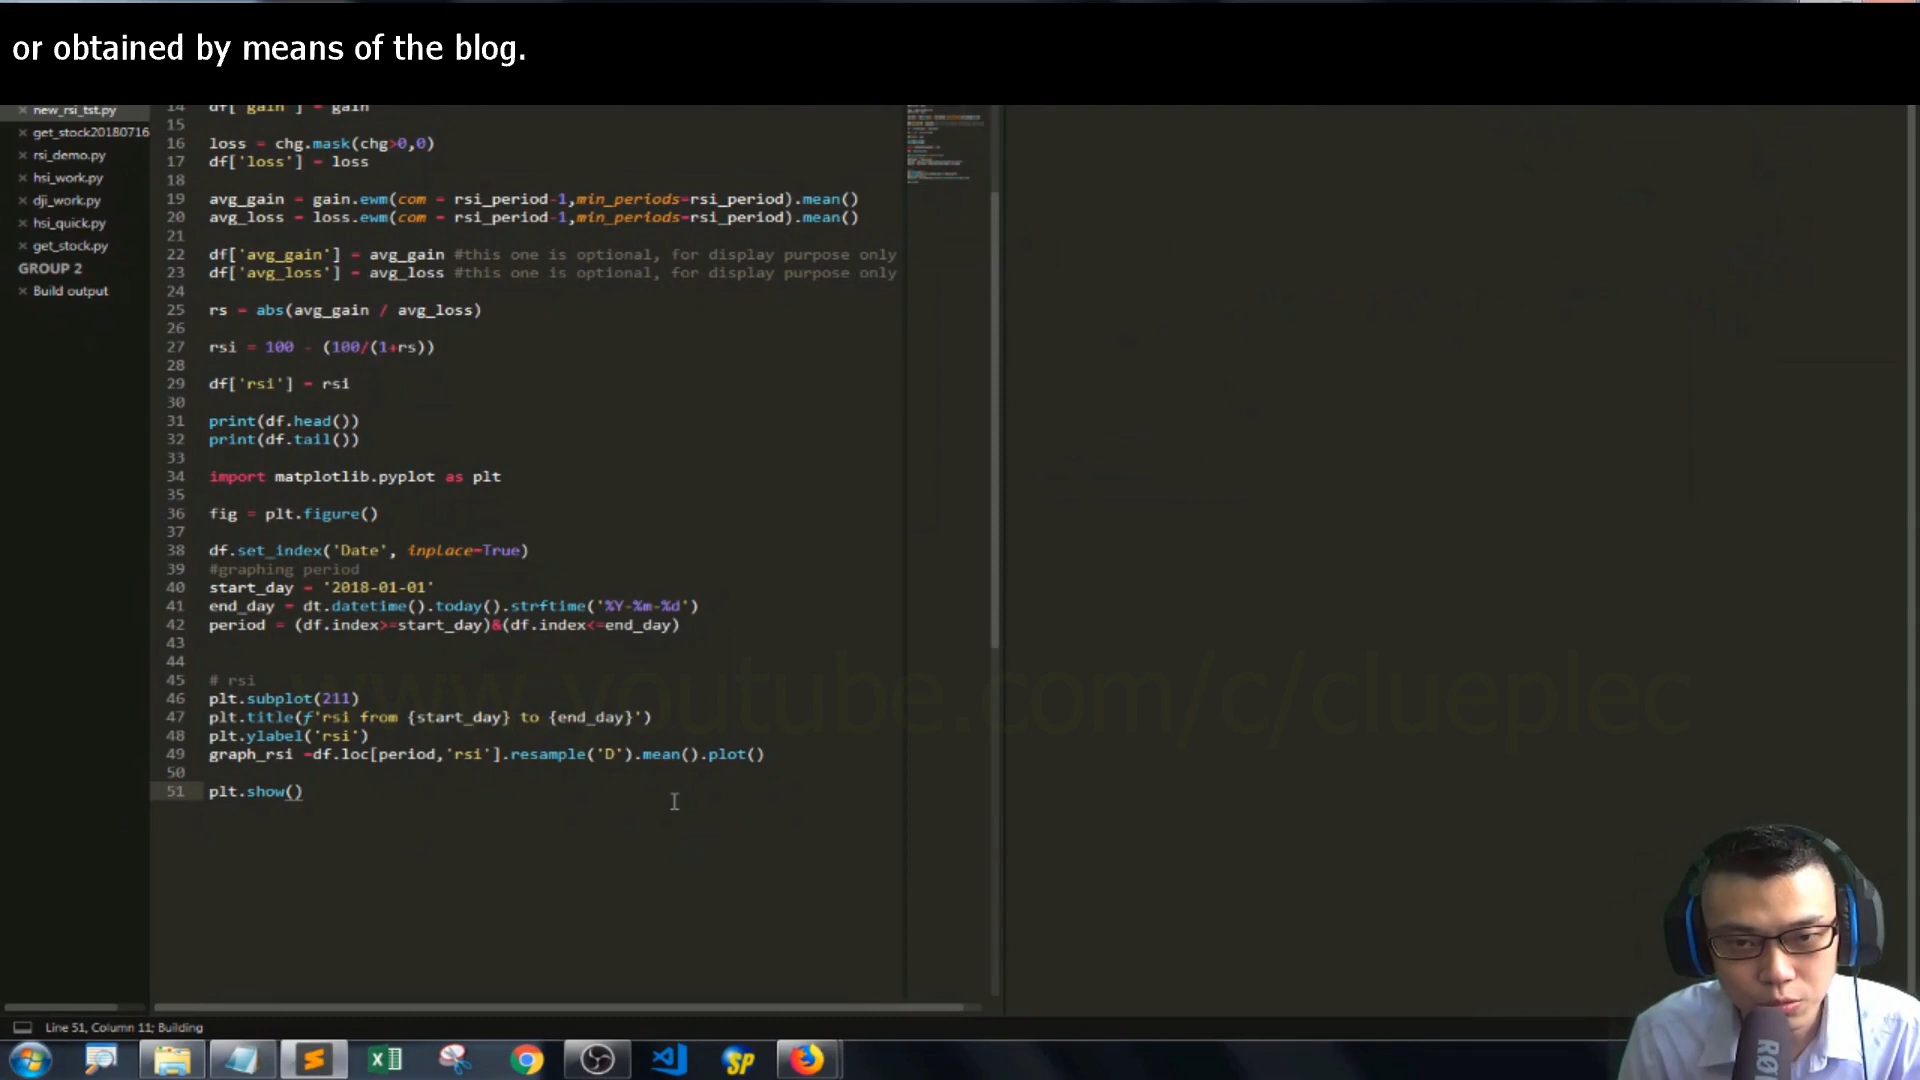 or obtained by means of the blog.
new_rsi_tst.py
get_stock20180716
rsi_demo.py
hsi_work.py
dji_work.py
hsi_quick.py
get_stock.py
GROUP 2
Build output
14 df['gain'] = gain
15
16 loss = chg.mask(chg>0,0)
17 df['loss'] = loss
18
19 avg_gain = gain.ewm(com = rsi_period-1,min_periods=rsi_period).mean()
20 avg_loss = loss.ewm(com = rsi_period-1,min_periods=rsi_period).mean()
21
22 df['avg_gain'] = avg_gain #this one is optional, for display purpose only
23 df['avg_loss'] = avg_loss #this one is optional, for display purpose only
24
25 rs = abs(avg_gain / avg_loss)
26
27 rsi = 100 - (100/(1+rs))
28
29 df['rsi'] = rsi
30
31 print(df.head())
32 print(df.tail())
33
34 import matplotlib.pyplot as plt
35
36 fig = plt.figure()
37
38 df.set_index('Date', inplace=True)
39 #graphing period
40 start_day = '2018-01-01'
41 end_day = dt.datetime().today().strftime('%Y-%m-%d')
42 period = (df.index>=start_day)&(df.index<=end_day)
43
44
45 # rsi
46 plt.subplot(211)
47 plt.title(f'rsi from {start_day} to {end_day}')
48 plt.ylabel('rsi')
49 graph_rsi =df.loc[period,'rsi'].resample('D').mean().plot()
50
51 plt.show()
www.youtube.com/c/clueplec
Line 51, Column 11; Building
SP